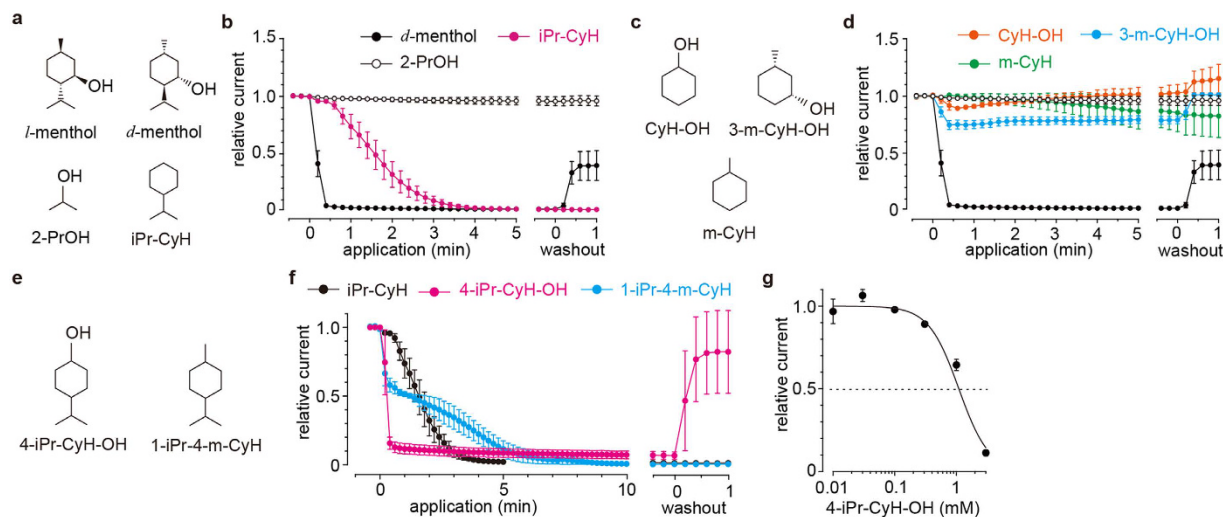 a
OH
l-menthol
OH
d-menthol
OH
2-PrOH
iPr-CyH
b
d-menthol
iPr-CyH
2-PrOH
relative current
1.5
1.0
0.5
0
0 1 2 3 4 5
application (min)
0 1
washout
c
OH
CyH-OH
OH
3-m-CyH-OH
m-CyH
d
CyH-OH
3-m-CyH-OH
m-CyH
relative current
1.5
1.0
0.5
0
0 1 2 3 4 5
application (min)
0 1
washout
e
OH
4-iPr-CyH-OH
1-iPr-4-m-CyH
f
iPr-CyH
4-iPr-CyH-OH
1-iPr-4-m-CyH
relative current
1.0
0.5
0
0 5 10
application (min)
0 1
washout
g
relative current
1.0
0.5
0
0.01 0.1 1
4-iPr-CyH-OH (mM)